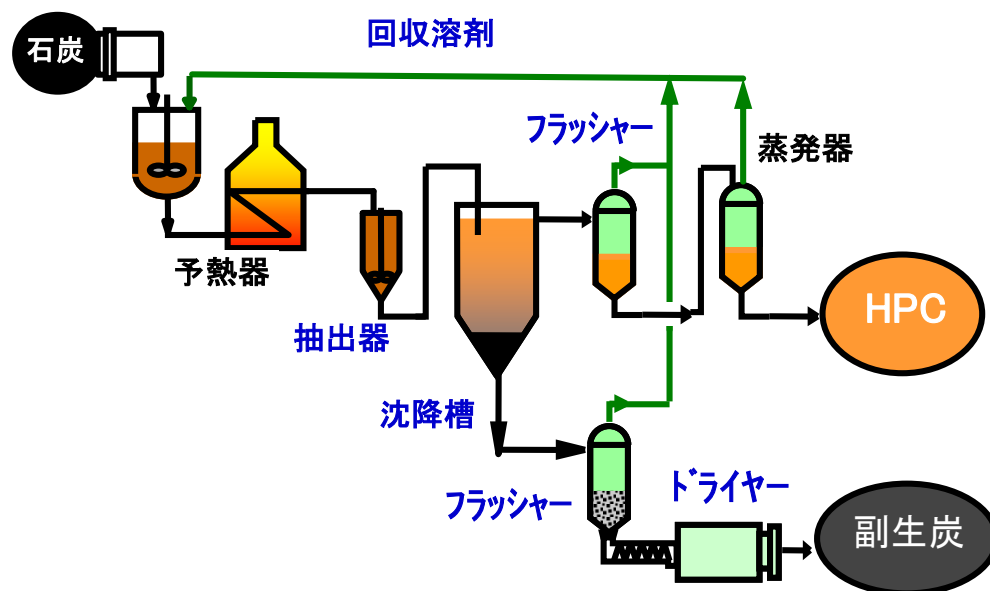 石炭
回収溶剤
フラッシャー
蒸発器
予熱器
抽出器
HPC
沈降槽
フラッシャー
ドライヤー
副生炭